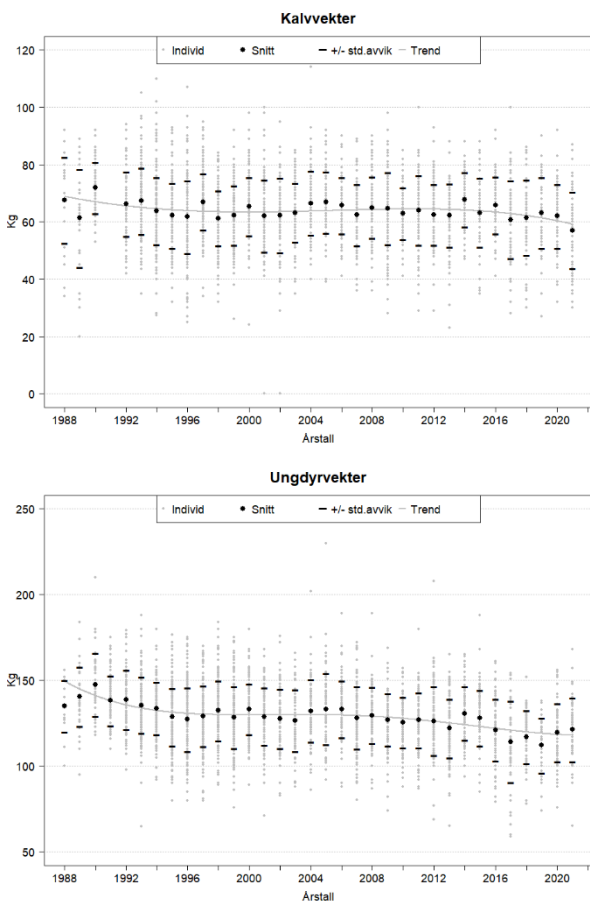 Kalvvekter
Individ Snitt +/- std.avvik Trend
120
100
80
60
40
20
0
Kg
1988 1992 1996 2000 2004 2008 2012 2016 2020
Årstall
Ungdyrvekter
Individ Snitt +/- std.avvik Trend
250
200
150
100
50
Kg
1988 1992 1996 2000 2004 2008 2012 2016 2020
Årstall